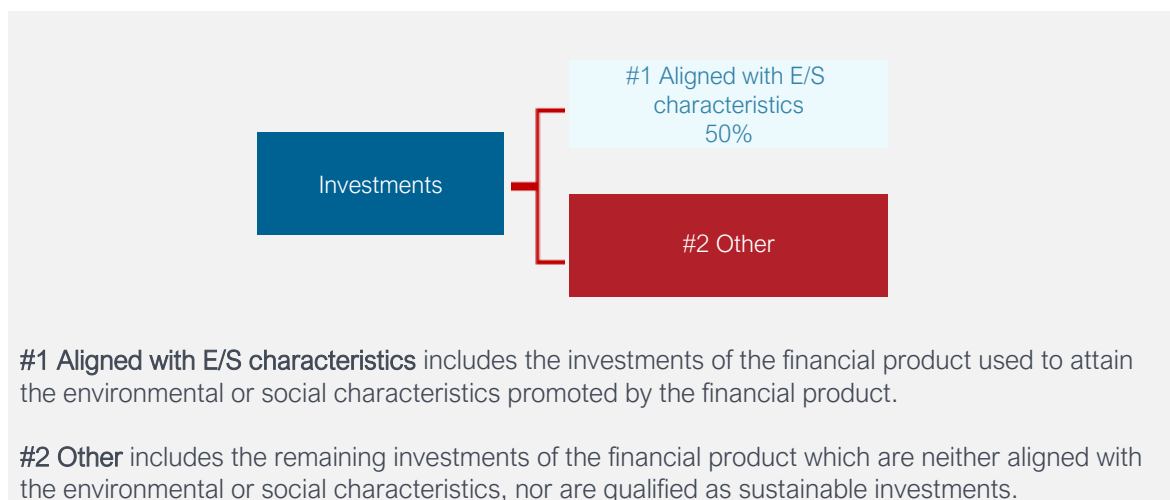 #1 Aligned with E/S
characteristics
50%
Investments
#2 Other
#1 Aligned with E/S characteristics includes the investments of the financial product used to attain
the environmental or social characteristics promoted by the financial product.
#2 Other includes the remaining investments of the financial product which are neither aligned with
the environmental or social characteristics, nor are qualified as sustainable investments.